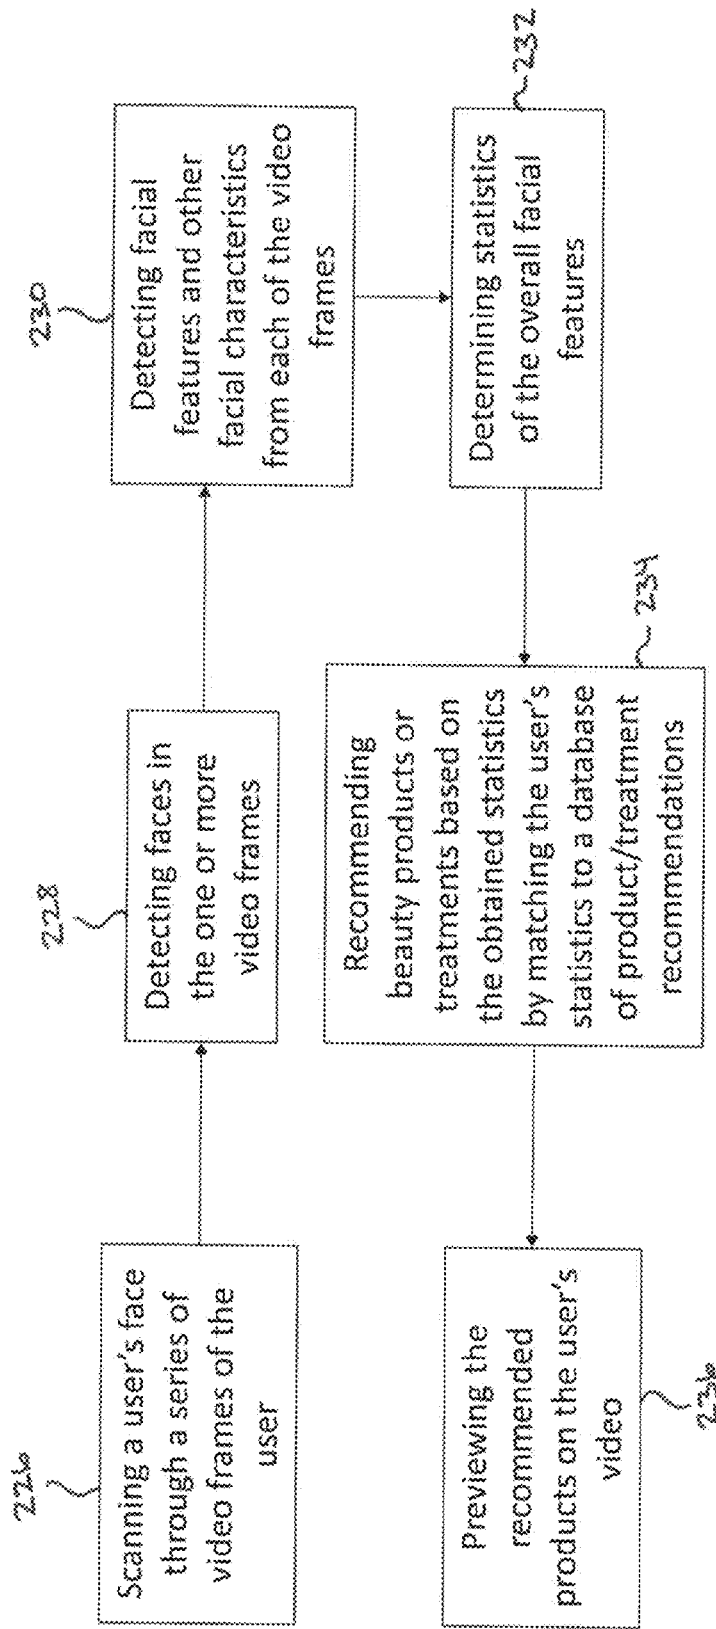 226
Scanning a user's face
through a series of
video frames of the
user
228
Detecting faces in
the one or more
video frames
230
Detecting facial
features and other
facial characteristics
from each of the video
frames
232
Determining statistics
of the overall facial
features
234
Recommending
beauty products or
treatments based on
the obtained statistics
by matching the user's
statistics to a database
of product/treatment
recommendations
236
Previewing the
recommended
products on the user's
video